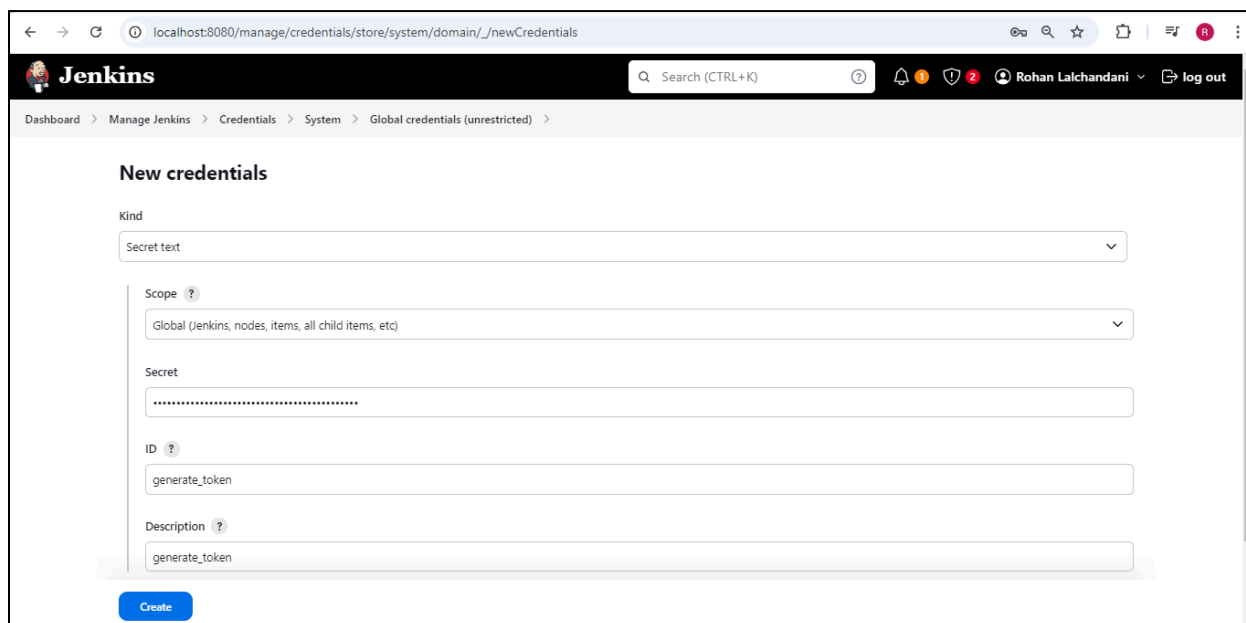 localhost:8080/manage/credentials/store/system/domain/_/newCredentials
R
Jenkins
Search (CTRL+K)
?
1
2
Rohan Lalchandani
log out
Dashboard > Manage Jenkins > Credentials > System > Global credentials (unrestricted) >
New credentials
Kind
Secret text
Scope ?
Global (Jenkins, nodes, items, all child items, etc)
Secret
ID ?
generate_token
Description ?
generate_token
Create